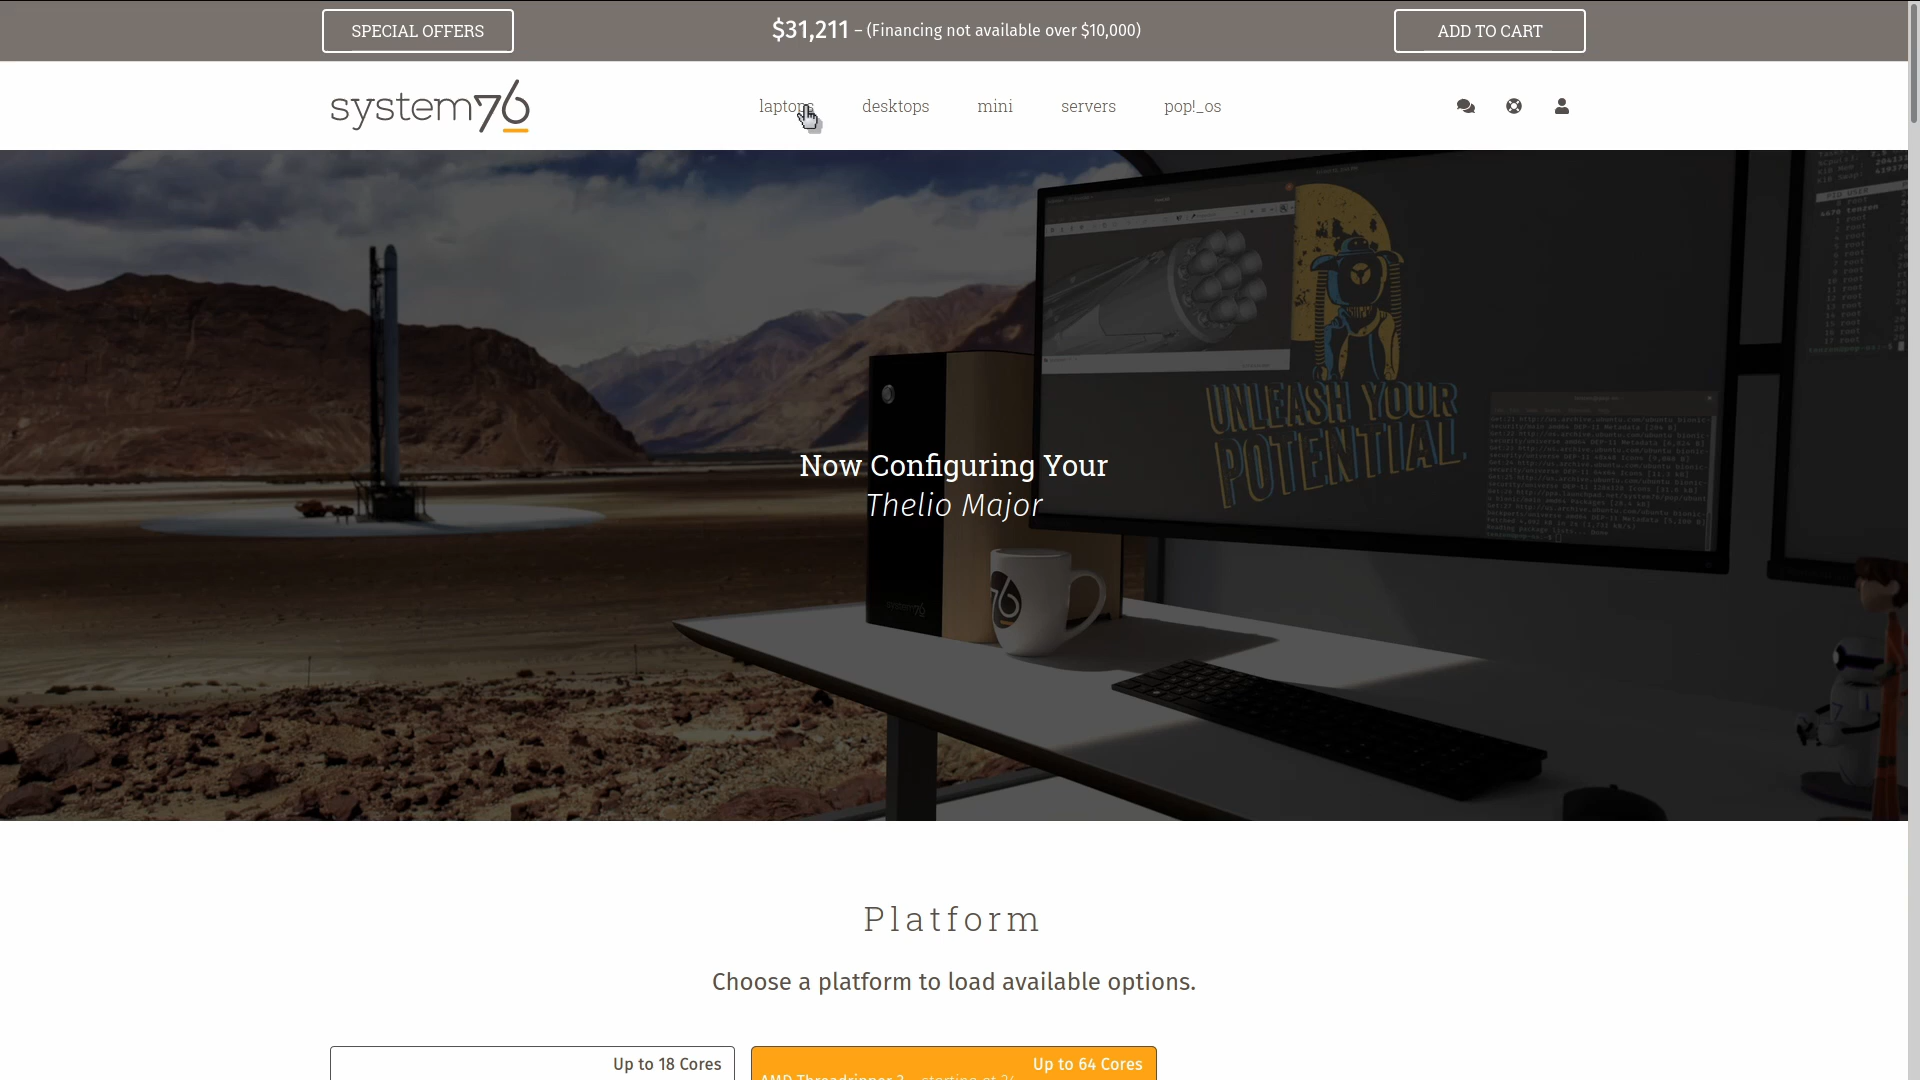 SPECIAL OFFERS
$31,211 – (Financing not available over $10,000)
ADD TO CART
system76
laptops
desktops
mini
servers
pop!_os
UNLEASH YOUR
POTENTIAL
Now Configuring Your
Thelio Major
Platform
Choose a platform to load available options.
Up to 18 Cores
Up to 64 Cores